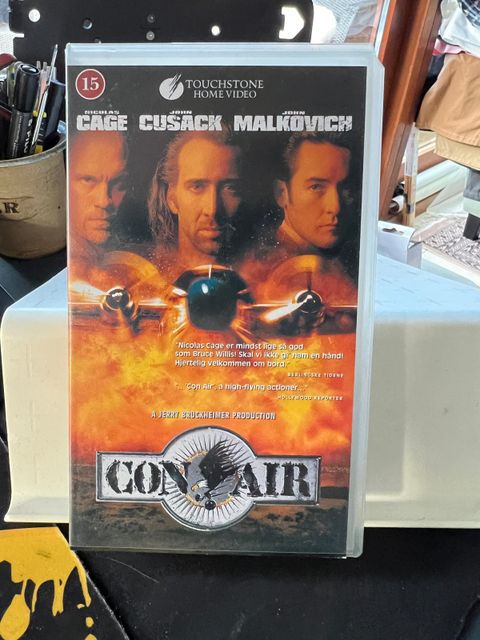 15
TOUCHSTONE
HOME VIDEO
NICOLAS
CAGE
JOHN
CUSACK
JOHN
MALKOVICH
"Nicolas Cage er mindst lige så god
som Bruce Willis! Skal vi ikke gi' ham en hånd!
Hjertelig velkommen om bord!"
BERLINGSKE TIDENDE
"... 'Con Air', a high-flying actioner..."
HOLLYWOOD REPORTER
A JERRY BRUCKHEIMER PRODUCTION
CON AIR
R